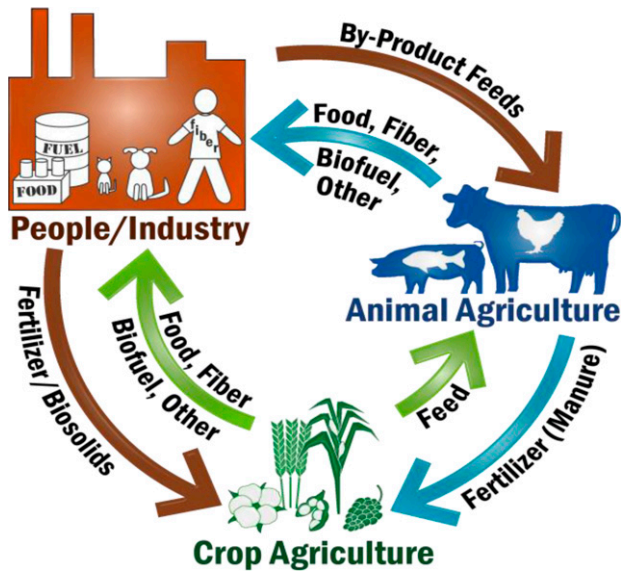 By-Product Feeds
Food, Fiber,
Biofuel,
Other
fiber
FUEL
FOOD
People/Industry
Animal Agriculture
Fertilizer/Biosolids
Food, Fiber
Biofuel, Other
Feed
Fertilizer (Manure)
Crop Agriculture